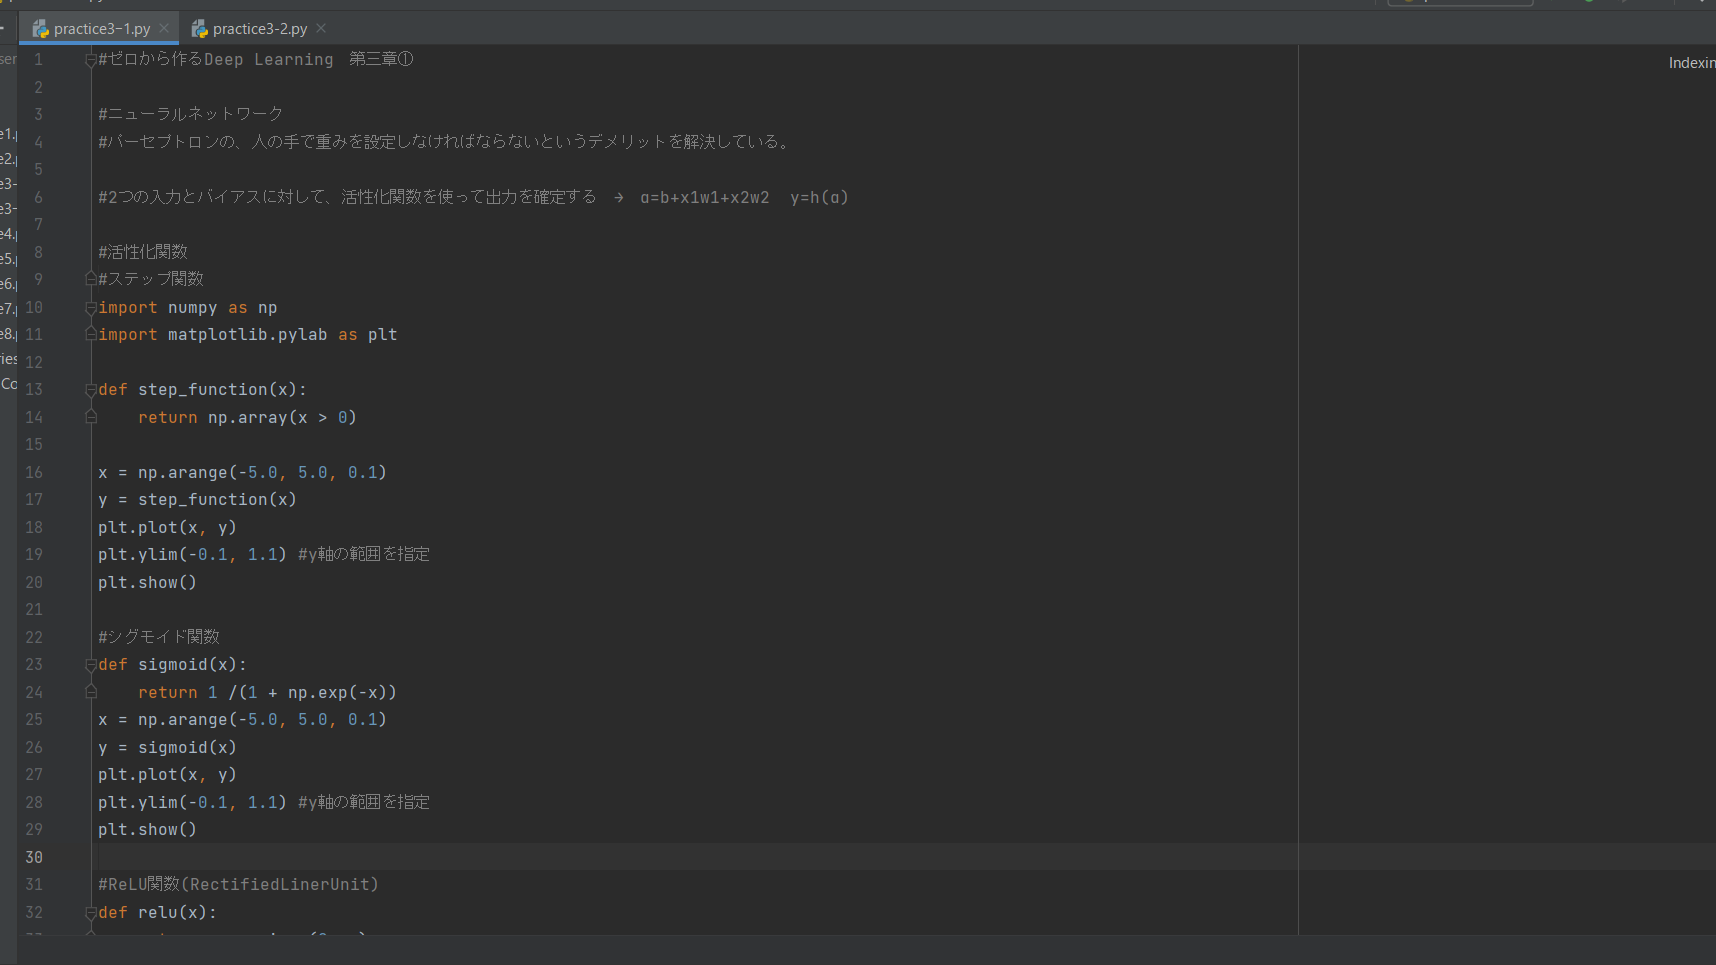 practice3-1.py
practice3-2.py
Indexin
1 #ゼロから作るDeep Learning　第三章①
2
3 #ニューラルネットワーク
4 #パーセプトロンの、人の手で重みを設定しなければならないというデメリットを解決している。
5
6 #2つの入力とバイアスに対して、活性化関数を使って出力を確定する　→　a=b+x1w1+x2w2　y=h(a)
7
8 #活性化関数
9 #ステップ関数
10 import numpy as np
11 import matplotlib.pylab as plt
12
13 def step_function(x):
14     return np.array(x > 0)
15
16 x = np.arange(-5.0, 5.0, 0.1)
17 y = step_function(x)
18 plt.plot(x, y)
19 plt.ylim(-0.1, 1.1) #y軸の範囲を指定
20 plt.show()
21
22 #シグモイド関数
23 def sigmoid(x):
24     return 1 /(1 + np.exp(-x))
25 x = np.arange(-5.0, 5.0, 0.1)
26 y = sigmoid(x)
27 plt.plot(x, y)
28 plt.ylim(-0.1, 1.1) #y軸の範囲を指定
29 plt.show()
30
31 #ReLU関数(RectifiedLinerUnit)
32 def relu(x):
ser
e1.p
e2.p
e3-
e3-
e4.p
e5.p
e6.p
e7.p
e8.p
ries
Co